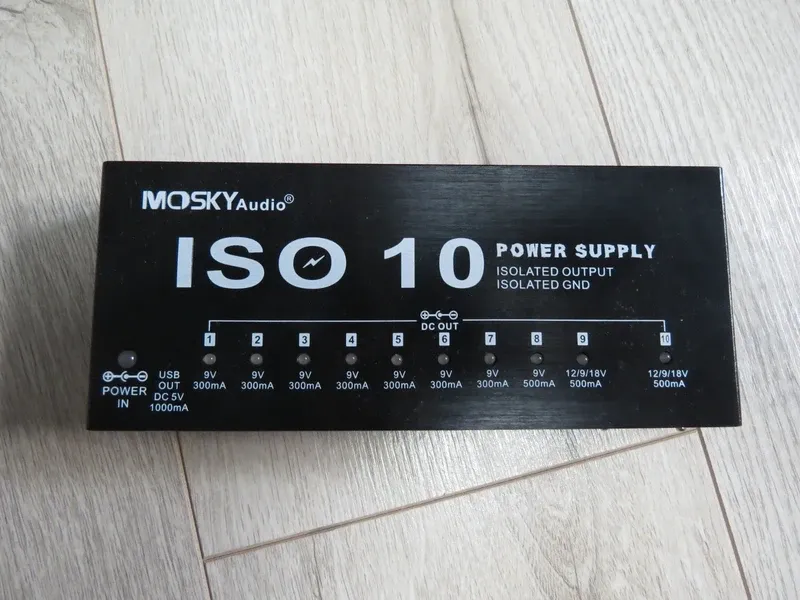 MOSKY Audio®
ISO 10
POWER SUPPLY
ISOLATED OUTPUT
ISOLATED GND
DC OUT
1 2 3 4 5 6 7 8 9 10
9V 9V 9V 9V 9V 9V 9V 9V 12/9/18V 12/9/18V
300mA 300mA 300mA 300mA 300mA 300mA 300mA 500mA 500mA 500mA
POWER
IN
USB
OUT
DC 5V
1000mA